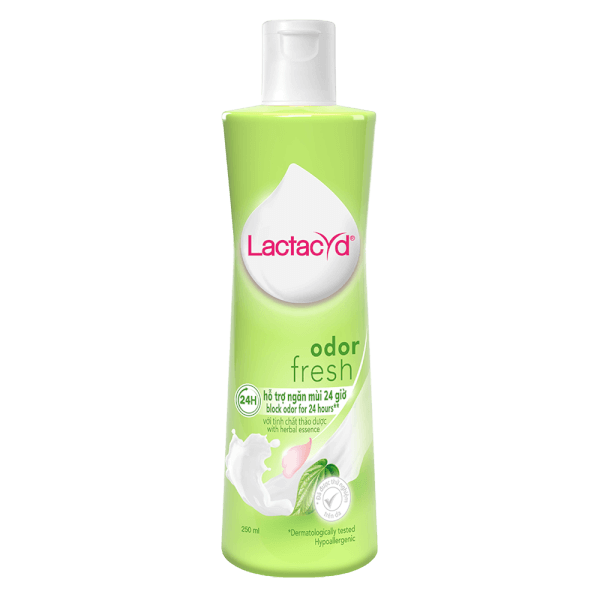 Lactacyd®
odor
fresh
24H
hỗ trợ ngăn mùi 24 giờ
block odor for 24 hours**
với tinh chất thảo dược
with herbal essence
250 ml
*Dermatologically tested
Hypoallergenic